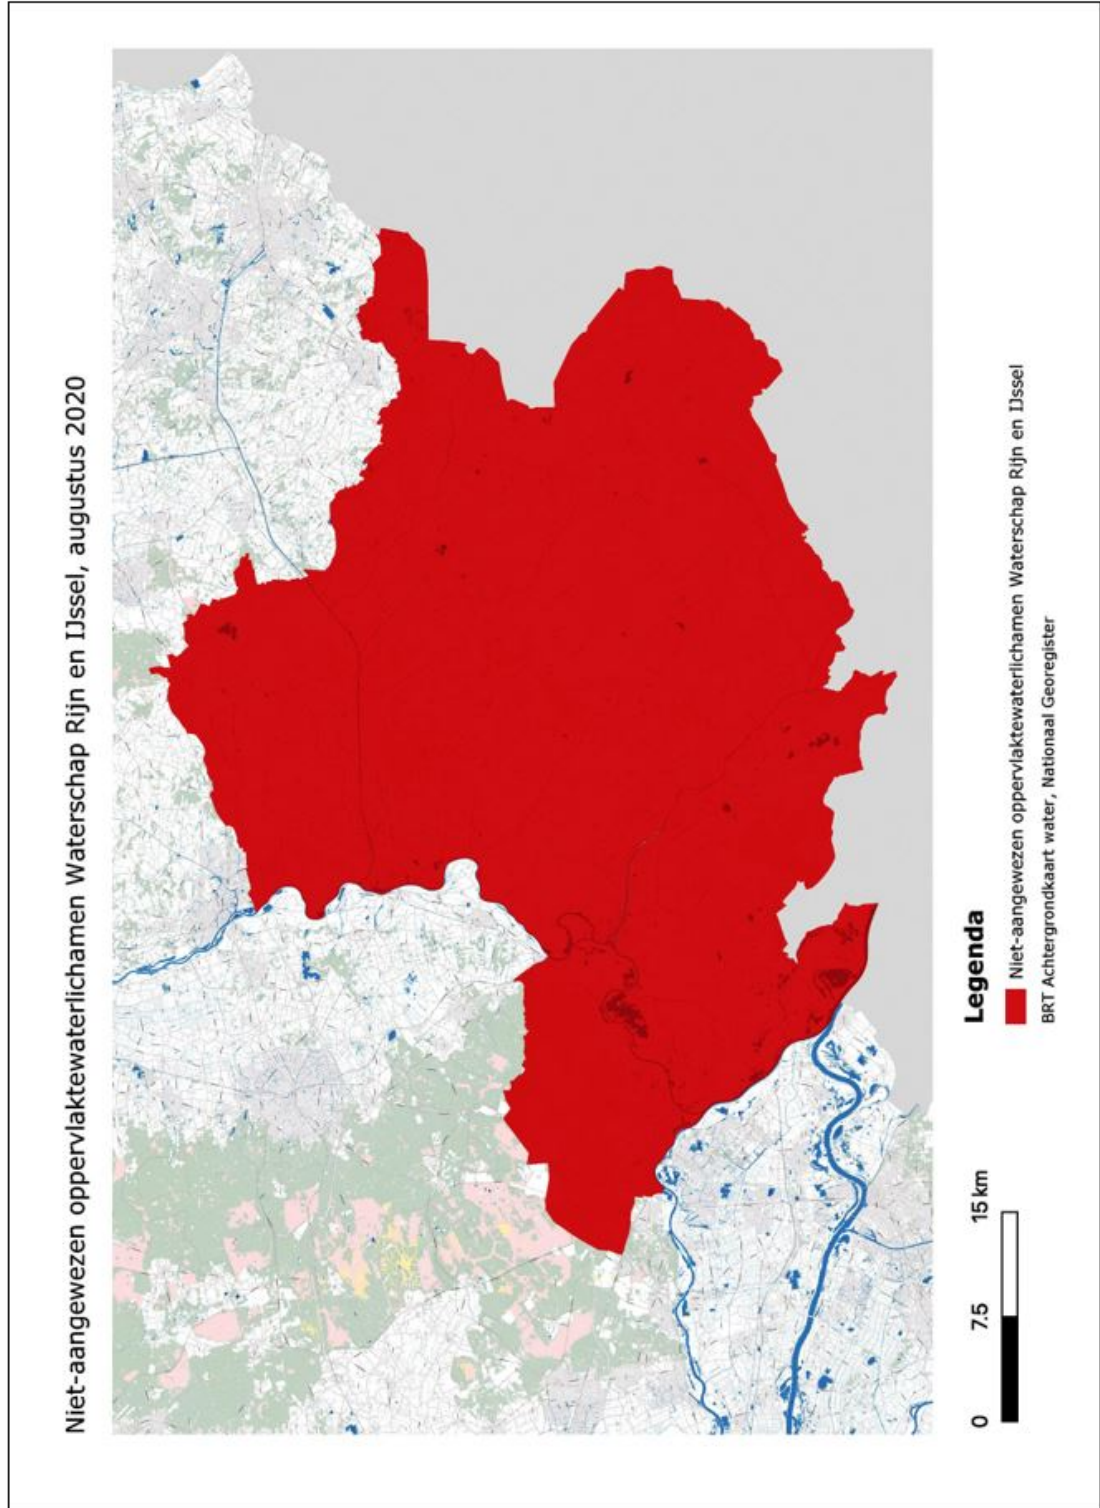 Niet-aangewezen oppervlaktewaterlichamen Waterschap Rijn en IJssel, augustus 2020
0 7.5 15 km
Legenda
Niet-aangewezen oppervlaktewaterlichamen Waterschap Rijn en IJssel
BRT Achtergrondkaart water, Nationaal Georegister